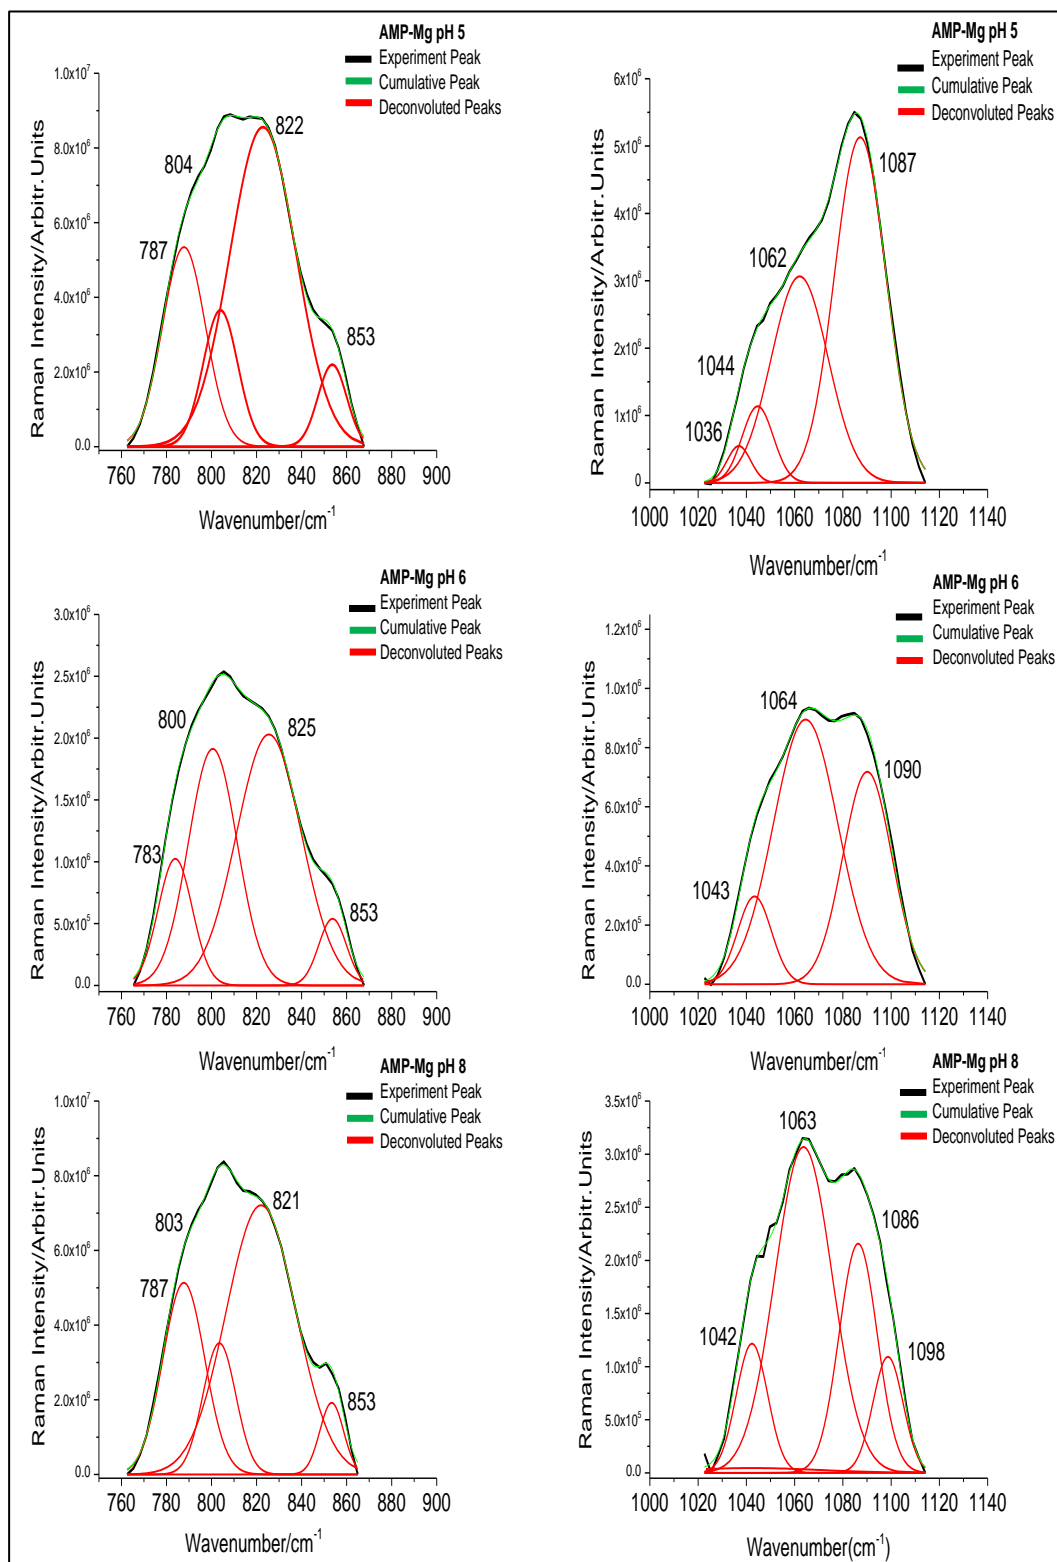 AMP-Mg pH 5
Experiment Peak
Cumulative Peak
Deconvoluted Peaks
1.0x10⁷
8.0x10⁶
6.0x10⁶
4.0x10⁶
2.0x10⁶
0.0
Raman Intensity/Arbitr.Units
787
804
822
853
760 780 800 820 840 860 880 900
Wavenumber/cm⁻¹
AMP-Mg pH 5
Experiment Peak
Cumulative Peak
Deconvoluted Peaks
6x10⁶
5x10⁶
4x10⁶
3x10⁶
2x10⁶
1x10⁶
0
Raman Intensity/Arbitr.Units
1036
1044
1062
1087
1000 1020 1040 1060 1080 1100 1120 1140
Wavenumber/cm⁻¹
AMP-Mg pH 6
Experiment Peak
Cumulative Peak
Deconvoluted Peaks
3.0x10⁶
2.5x10⁶
2.0x10⁶
1.5x10⁶
1.0x10⁶
5.0x10⁵
0.0
Raman Intensity/Arbitr.Units
783
800
825
853
760 780 800 820 840 860 880 900
Wavenumber/cm⁻¹
AMP-Mg pH 6
Experiment Peak
Cumulative Peak
Deconvoluted Peaks
1.2x10⁶
1.0x10⁶
8.0x10⁵
6.0x10⁵
4.0x10⁵
2.0x10⁵
0.0
Raman Intensity/Arbitr.Units
1043
1064
1090
1000 1020 1040 1060 1080 1100 1120 1140
Wavenumber/cm⁻¹
AMP-Mg pH 8
Experiment Peak
Cumulative Peak
Deconvoluted Peaks
1.0x10⁷
8.0x10⁶
6.0x10⁶
4.0x10⁶
2.0x10⁶
0.0
Raman Intensity/Arbitr.Units
787
803
821
853
760 780 800 820 840 860 880 900
Wavenumber/cm⁻¹
AMP-Mg pH 8
Experiment Peak
Cumulative Peak
Deconvoluted Peaks
3.5x10⁶
3.0x10⁶
2.5x10⁶
2.0x10⁶
1.5x10⁶
1.0x10⁶
5.0x10⁵
0.0
Raman Intensity/Arbitr.Units
1042
1063
1086
1098
1000 1020 1040 1060 1080 1100 1120 1140
Wavenumber(cm⁻¹)